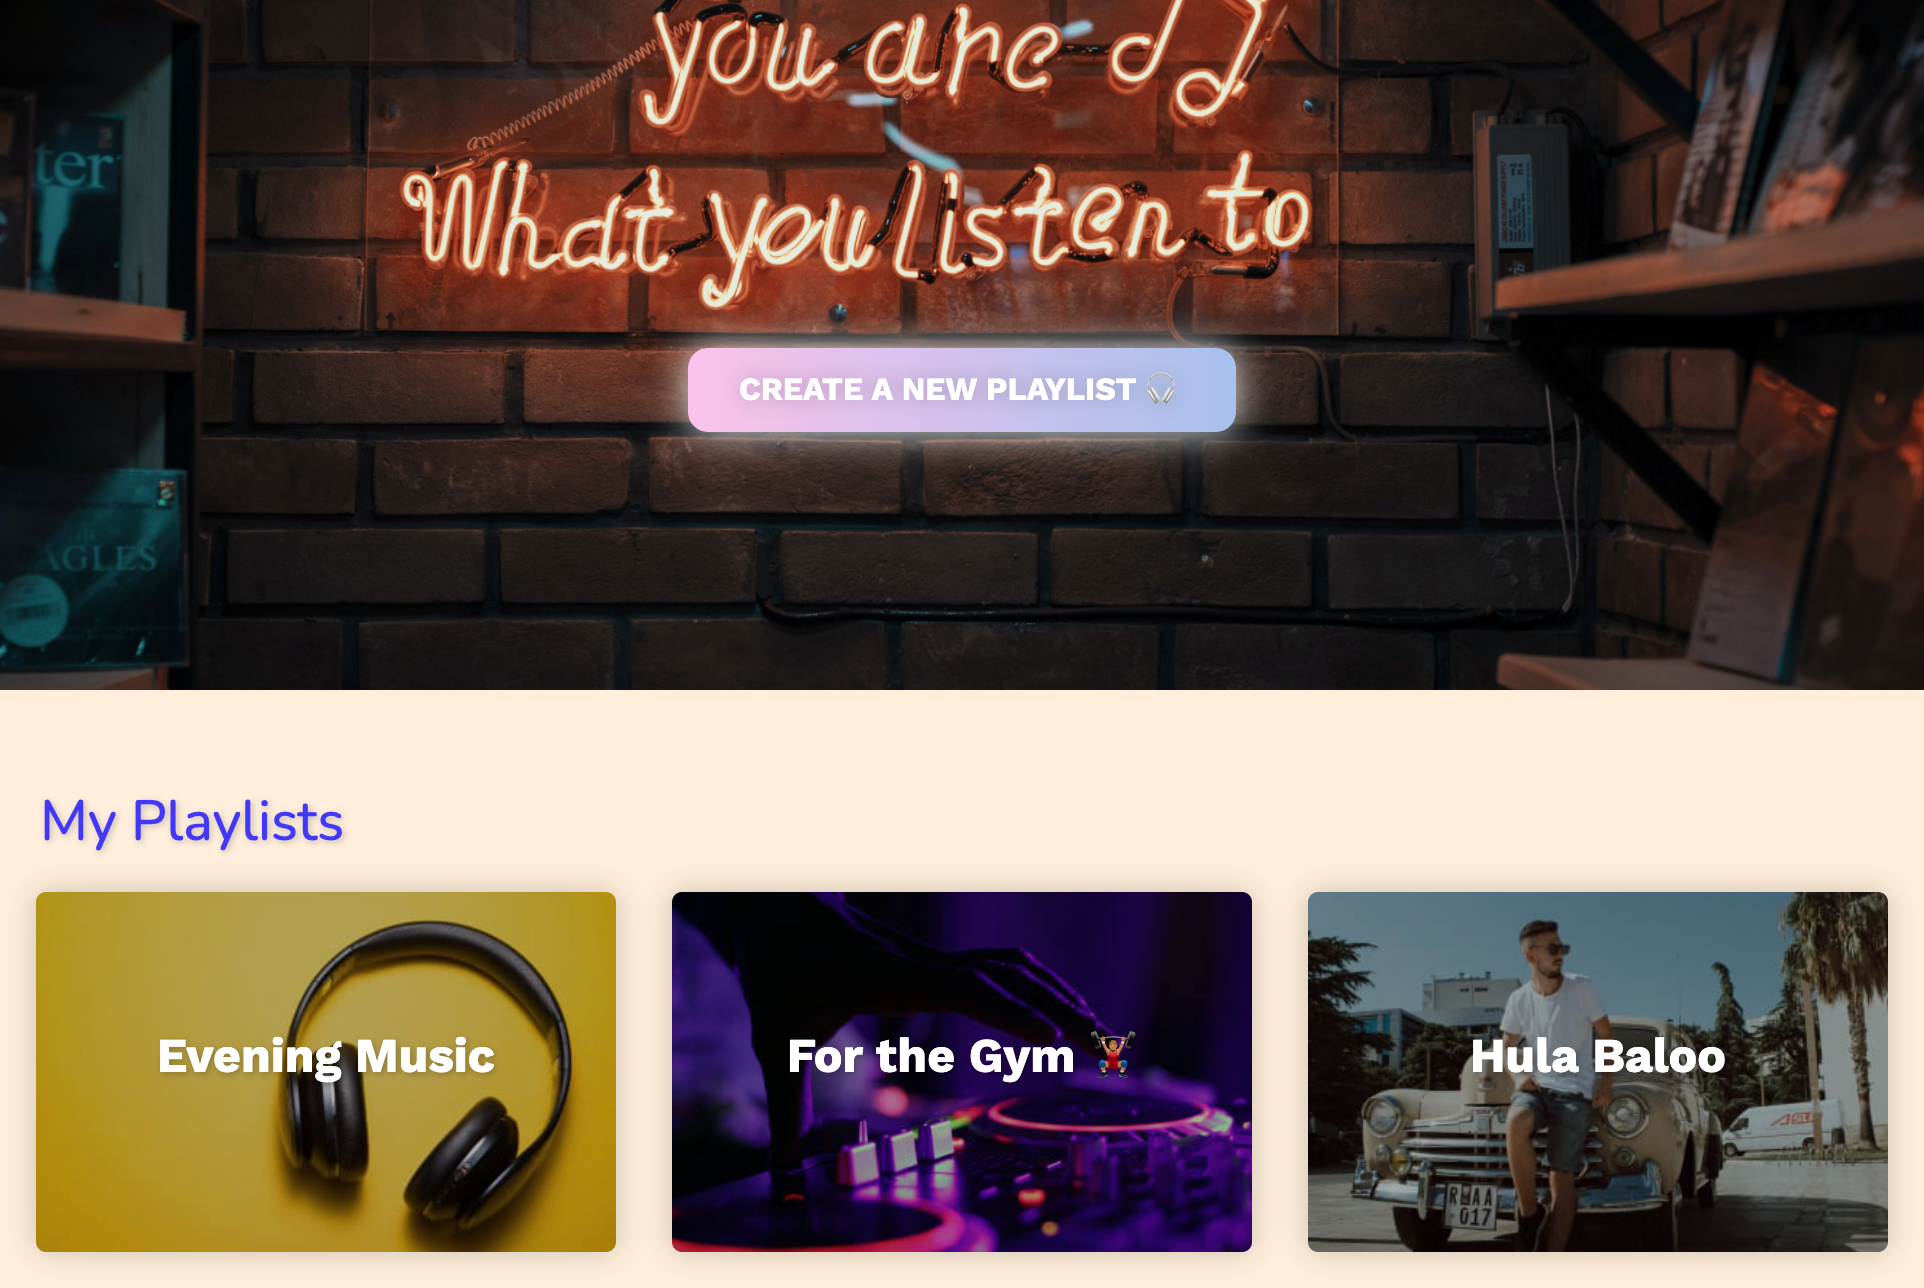 you are
What you listen to
ter
CREATE A NEW PLAYLIST 🎧
AGLES
My Playlists
Evening Music
For the Gym 🏋️
Hula Baloo
R AA
017